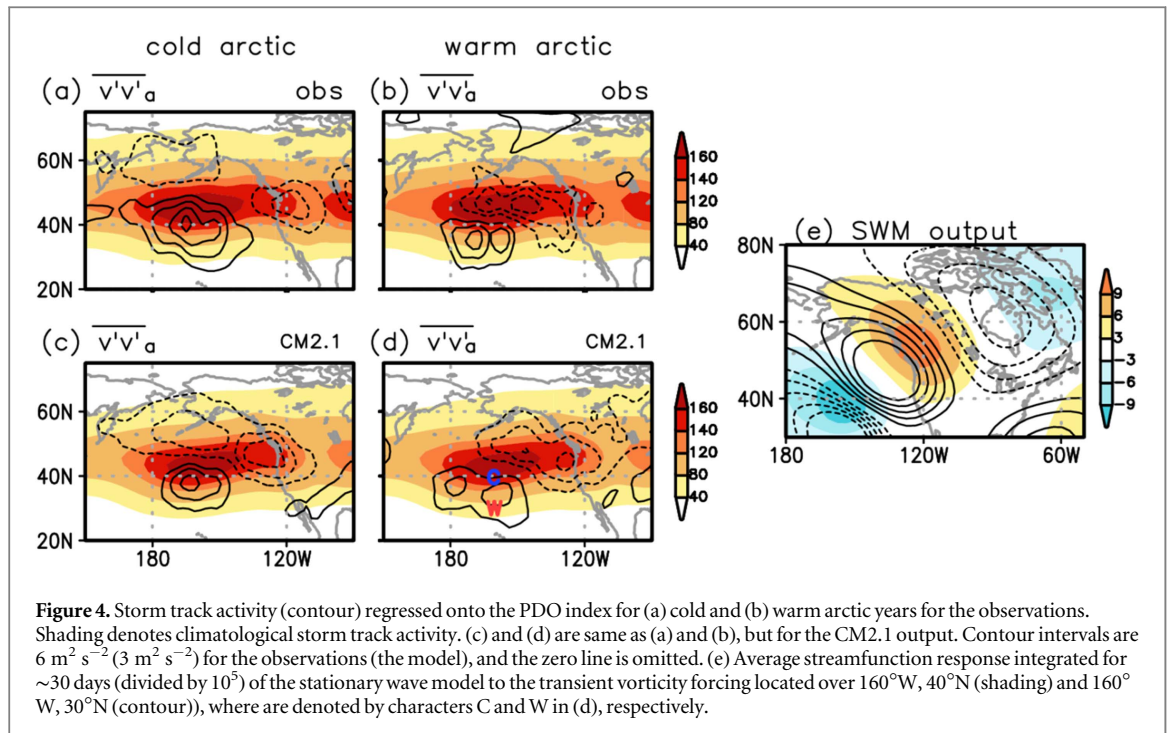 cold arctic
warm arctic
(a) v'v'a obs
(b) v'v'a obs
60N
40N
20N
160
140
120
80
40
(c) v'v'a CM2.1
(d) v'v'a CM2.1
60N
40N
20N
180
120W
180
120W
C
W
160
140
120
80
40
(e) SWM output
80N
60N
40N
180
120W
60W
9
6
3
−3
−6
−9
Figure 4. Storm track activity (contour) regressed onto the PDO index for (a) cold and (b) warm arctic years for the observations.
Shading denotes climatological storm track activity. (c) and (d) are same as (a) and (b), but for the CM2.1 output. Contour intervals are
6 m² s⁻² (3 m² s⁻²) for the observations (the model), and the zero line is omitted. (e) Average streamfunction response integrated for
~30 days (divided by 10⁵) of the stationary wave model to the transient vorticity forcing located over 160°W, 40°N (shading) and 160°
W, 30°N (contour)), where are denoted by characters C and W in (d), respectively.